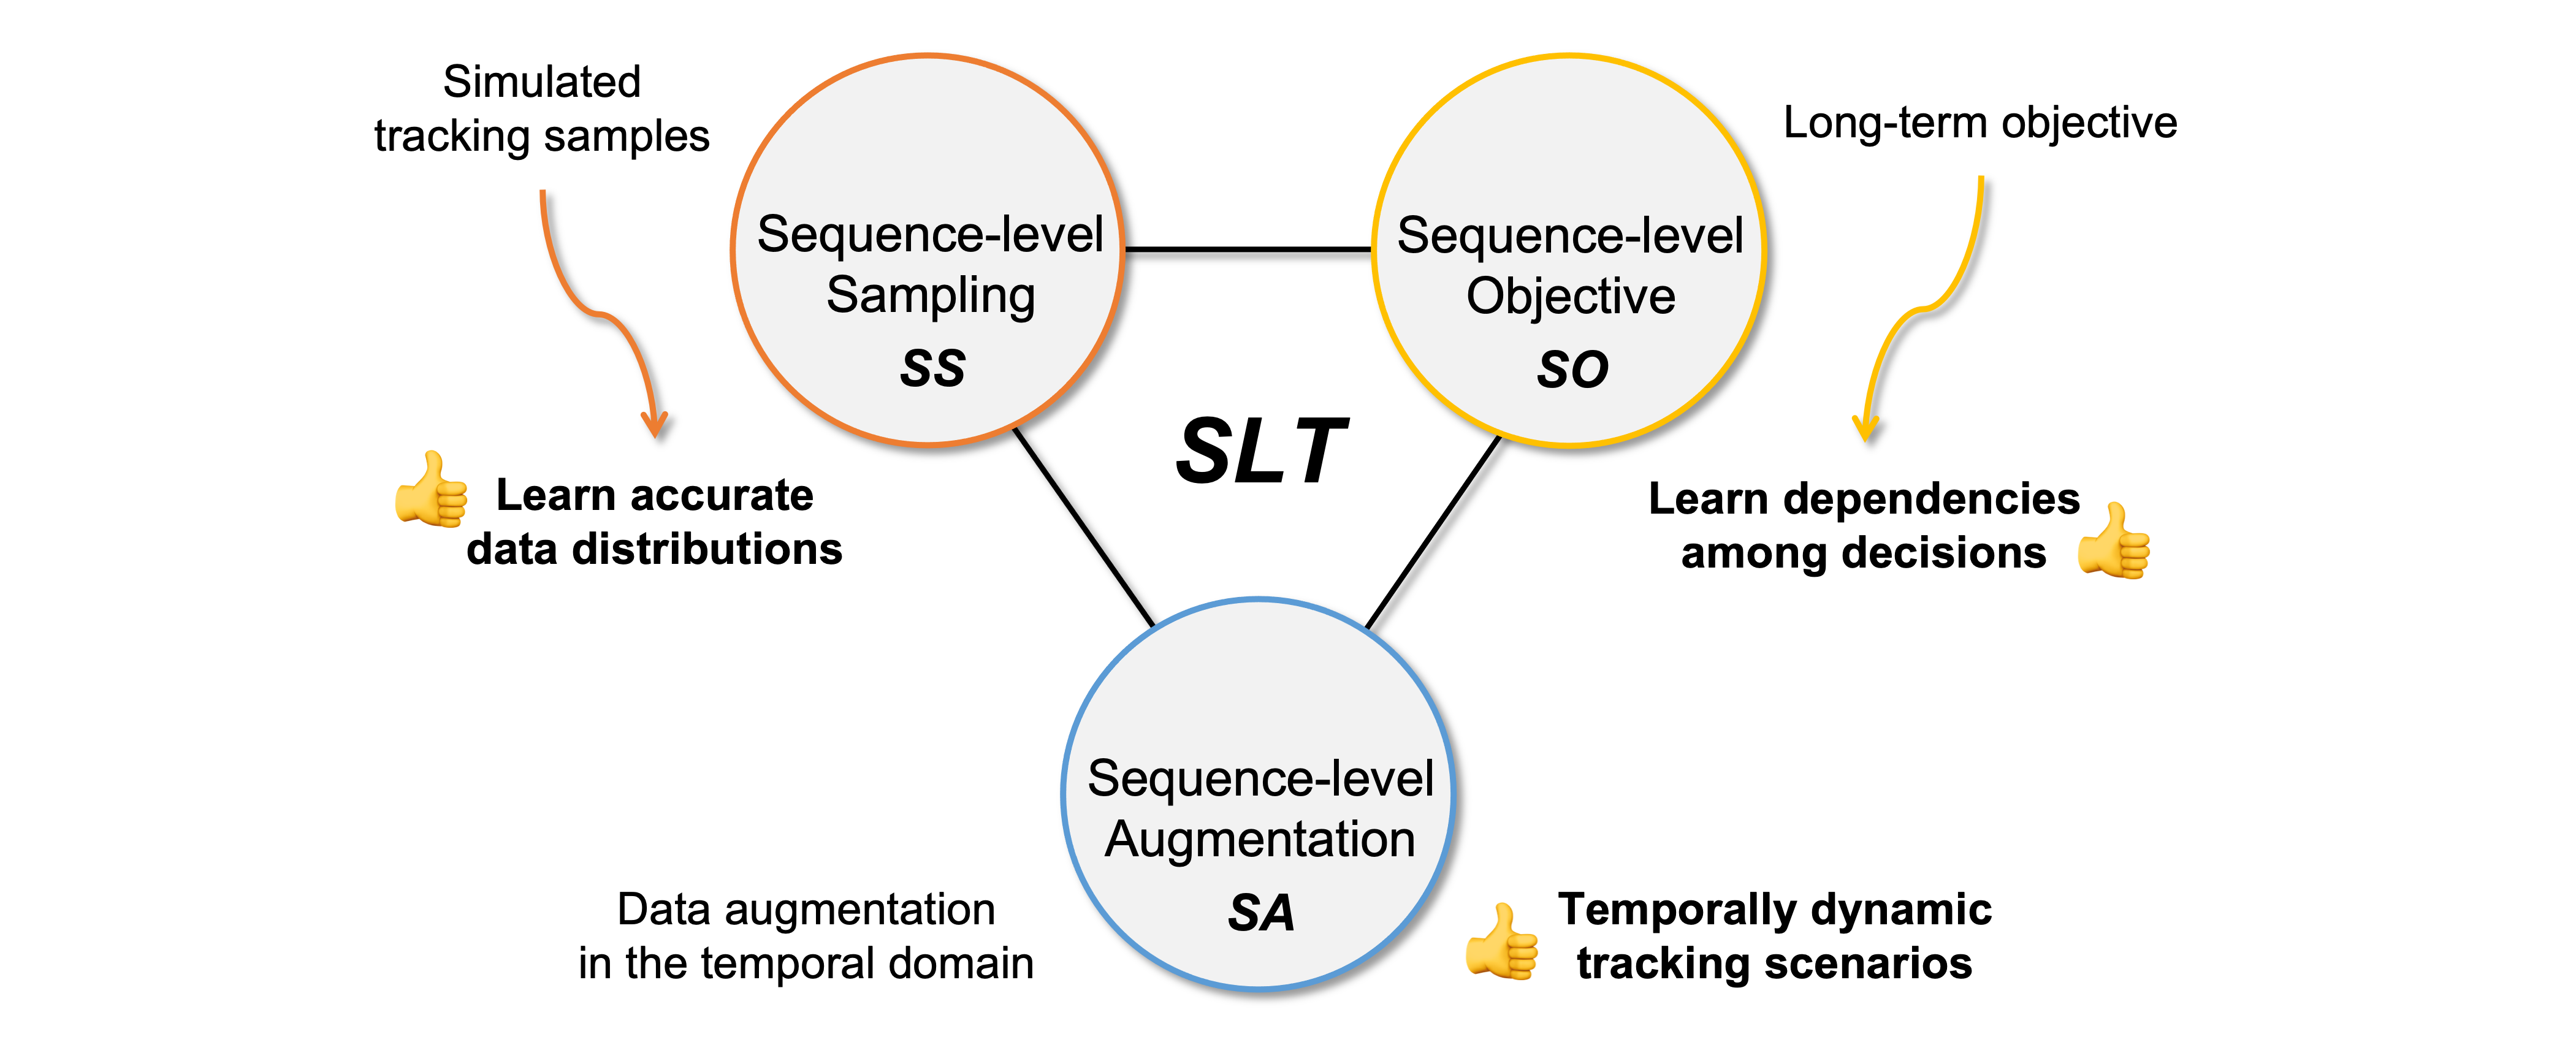 Simulated
tracking samples
Sequence-level
Sampling
SS
Learn accurate
data distributions
Sequence-level
Objective
SO
Long-term objective
Learn dependencies
among decisions
SLT
Sequence-level
Augmentation
SA
Data augmentation
in the temporal domain
Temporally dynamic
tracking scenarios